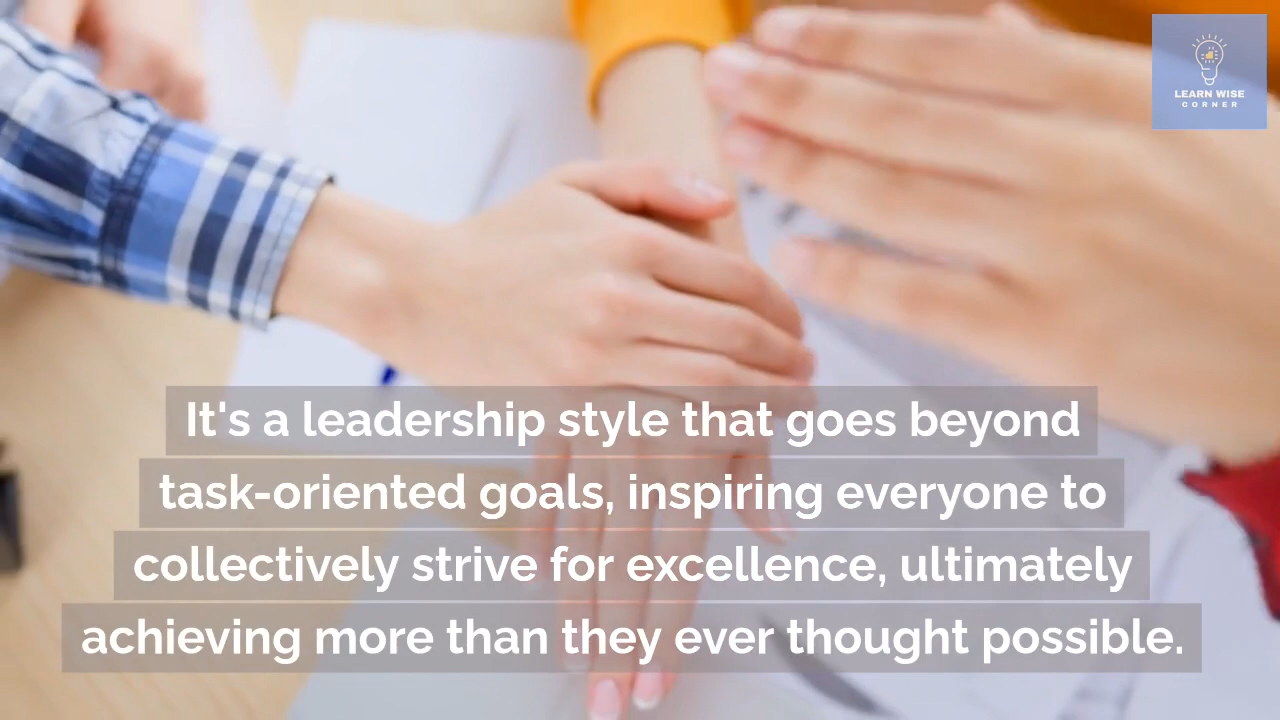 LEARN WISE
CORNER
It's a leadership style that goes beyond
task-oriented goals, inspiring everyone to
collectively strive for excellence, ultimately
achieving more than they ever thought possible.